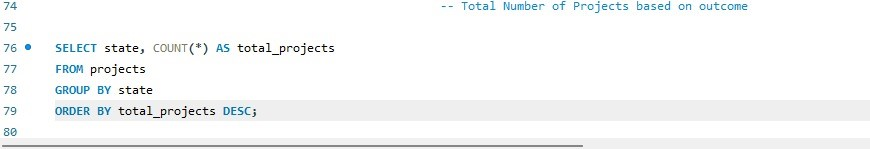 74 -- Total Number of Projects based on outcome
75
76 SELECT state, COUNT(*) AS total_projects
77 FROM projects
78 GROUP BY state
79 ORDER BY total_projects DESC;
80